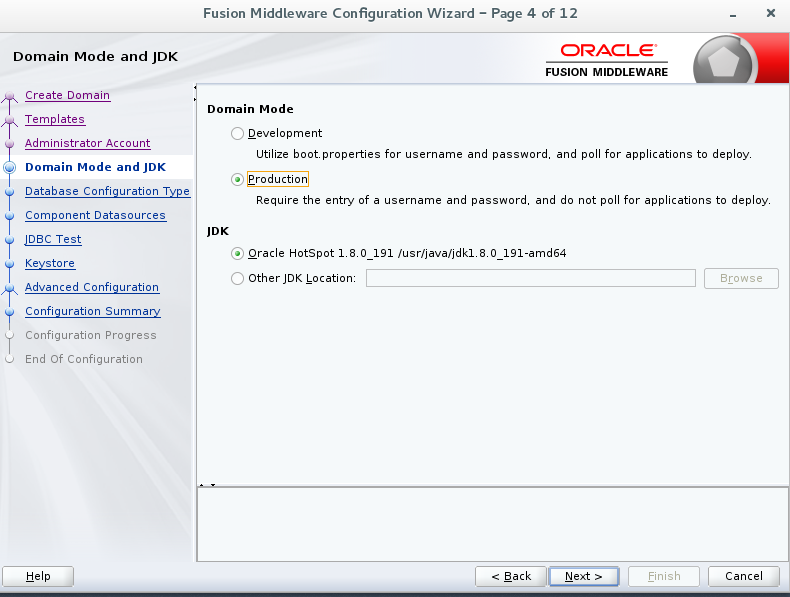 Fusion Middleware Configuration Wizard – Page 4 of 12
Domain Mode and JDK
ORACLE®
FUSION MIDDLEWARE
Create Domain
Templates
Administrator Account
Domain Mode and JDK
Database Configuration Type
Component Datasources
JDBC Test
Keystore
Advanced Configuration
Configuration Summary
Configuration Progress
End Of Configuration
Domain Mode
Development
Utilize boot.properties for username and password, and poll for applications to deploy.
Production
Require the entry of a username and password, and do not poll for applications to deploy.
JDK
Oracle HotSpot 1.8.0_191 /usr/java/jdk1.8.0_191-amd64
Other JDK Location:
Browse
Help
< Back
Next >
Finish
Cancel